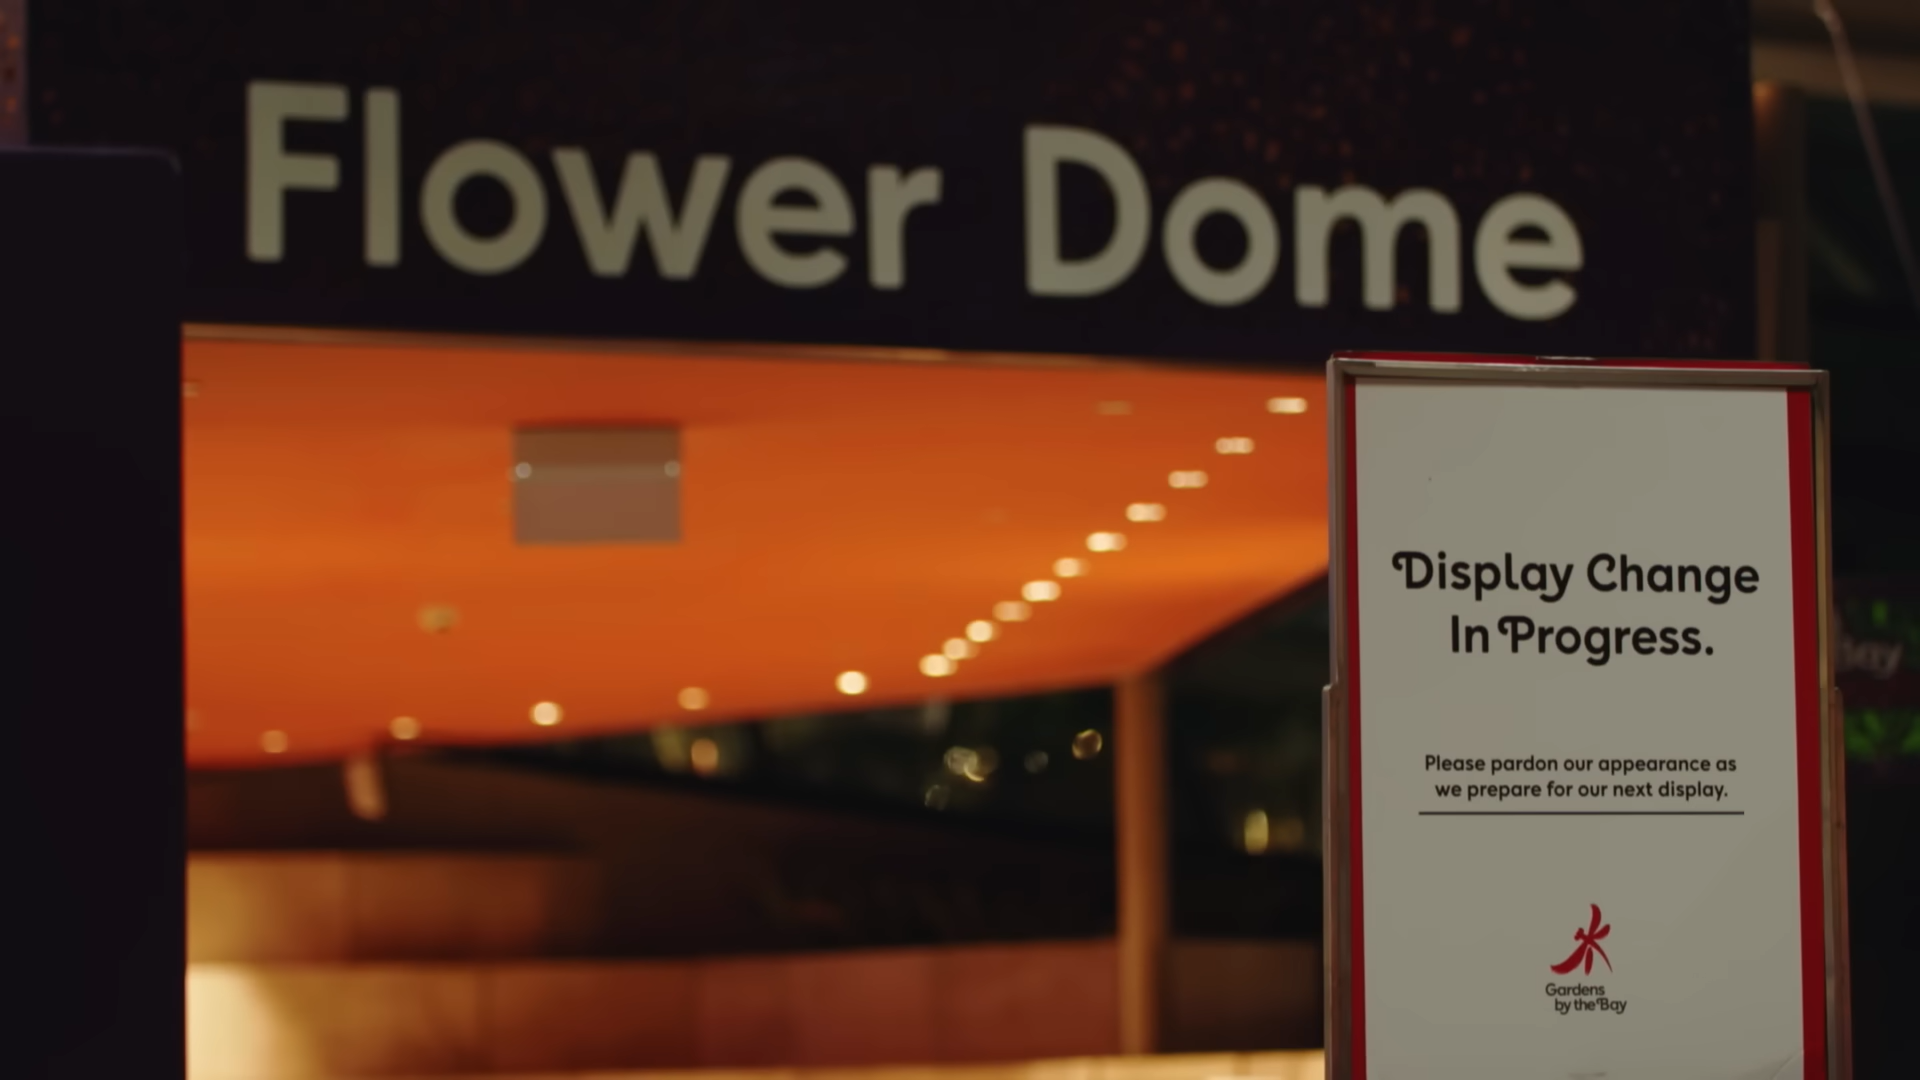 Flower Dome
Display Change
In Progress.
Please pardon our appearance as
we prepare for our next display.
Gardens
by the Bay